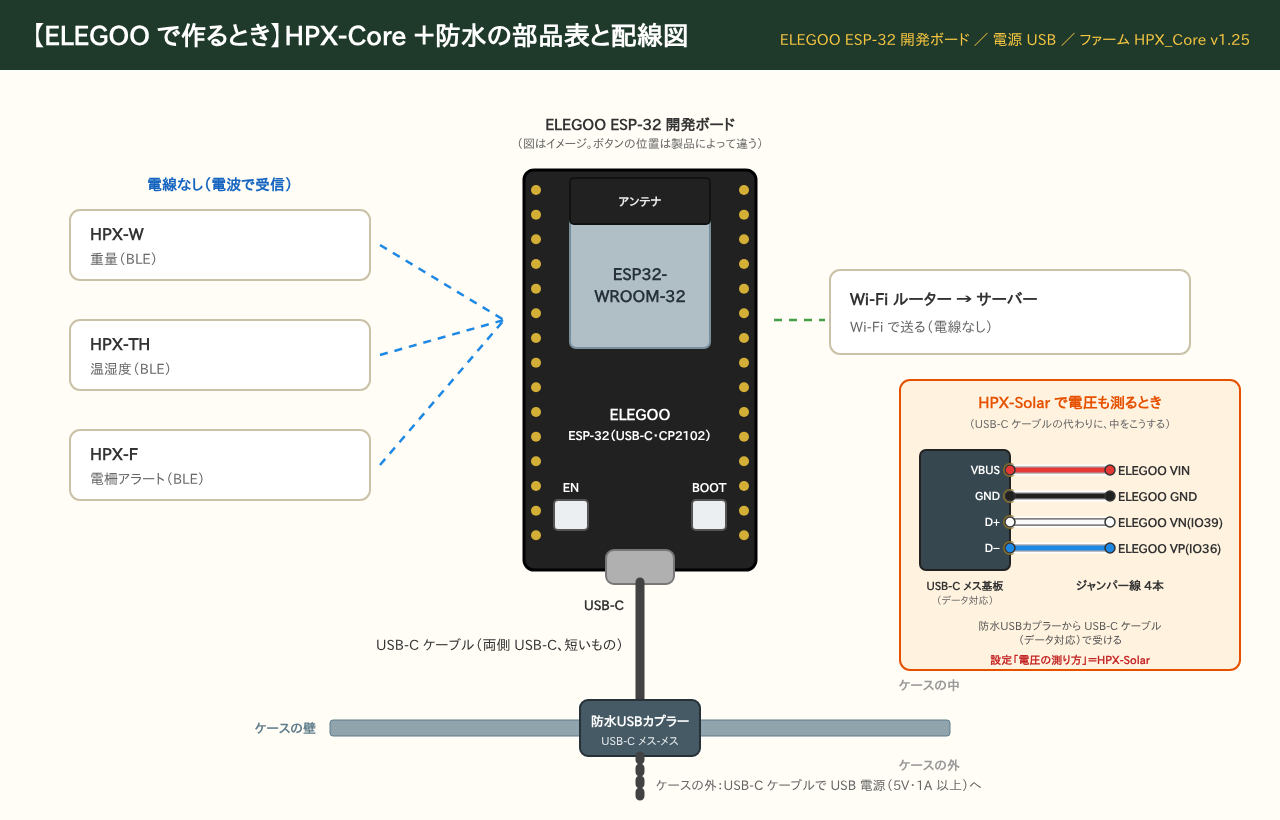 【ELEGOO で作るとき】HPX-Core ＋防水の部品表と配線図
ELEGOO ESP-32 開発ボード ／ 電源 USB ／ ファーム HPX_Core v1.25
ELEGOO ESP-32 開発ボード
（図はイメージ。ボタンの位置は製品によって違う）
電線なし（電波で受信）
HPX-W
重量（BLE）
HPX-TH
温湿度（BLE）
HPX-F
電柵アラート（BLE）
アンテナ
ESP32-
WROOM-32
ELEGOO
ESP-32（USB-C・CP2102）
EN
BOOT
USB-C
USB-C ケーブル（両側 USB-C、短いもの）
Wi-Fi ルーター → サーバー
Wi-Fi で送る（電線なし）
HPX-Solar で電圧も測るとき
（USB-C ケーブルの代わりに、中をこうする）
VBUS
ELEGOO VIN
GND
ELEGOO GND
D+
ELEGOO VN(IO39)
D−
ELEGOO VP(IO36)
USB-C メス基板
（データ対応）
ジャンパー線 4本
防水USBカプラーから USB-C ケーブル
（データ対応）で受ける
設定「電圧の測り方」＝HPX-Solar
ケースの中
ケースの壁
防水USBカプラー
USB-C メス-メス
ケースの外
ケースの外：USB-C ケーブルで USB 電源（5V・1A 以上）へ